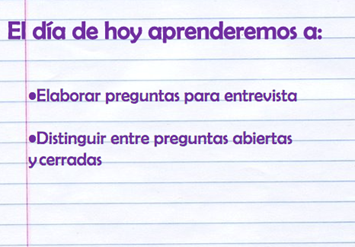 El día de hoy aprenderemos a:
•Elaborar preguntas para entrevista
•Distinguir entre preguntas abiertas
y cerradas